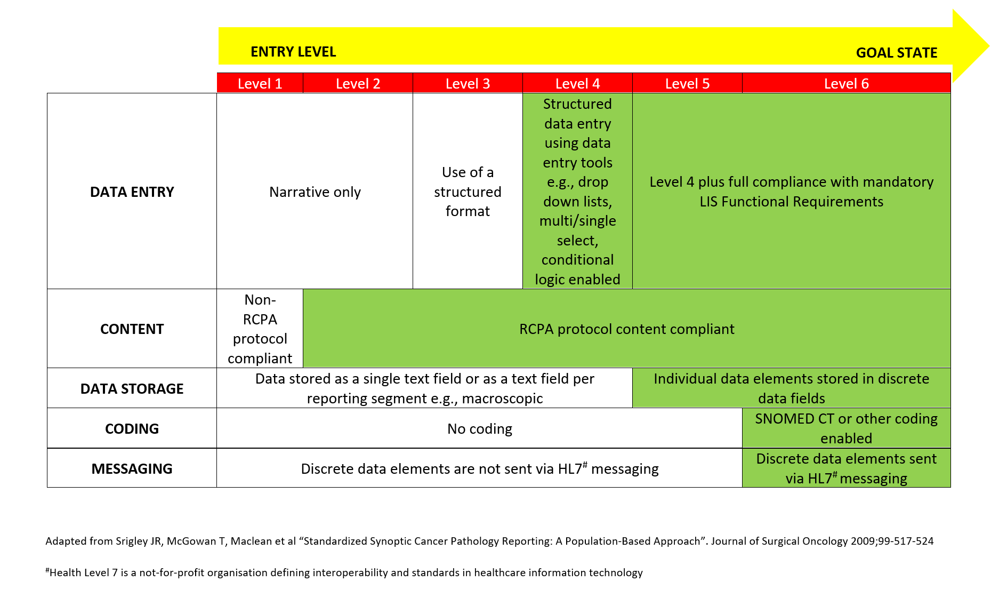 ENTRY LEVEL
GOAL STATE
Level 1
Level 2
Level 3
Level 4
Level 5
Level 6
DATA ENTRY
Narrative only
Use of a
structured
format
Structured
data entry
using data
entry tools
e.g., drop
down lists,
multi/single
select,
conditional
logic enabled
Level 4 plus full compliance with mandatory
LIS Functional Requirements
CONTENT
Non-
RCPA
protocol
compliant
RCPA protocol content compliant
DATA STORAGE
Data stored as a single text field or as a text field per
reporting segment e.g., macroscopic
Individual data elements stored in discrete
data fields
CODING
No coding
SNOMED CT or other coding
enabled
MESSAGING
Discrete data elements are not sent via HL7# messaging
Discrete data elements sent
via HL7# messaging
Adapted from Srigley JR, McGowan T, Maclean et al “Standardized Synoptic Cancer Pathology Reporting: A Population-Based Approach”. Journal of Surgical Oncology 2009;99-517-524
#Health Level 7 is a not-for-profit organisation defining interoperability and standards in healthcare information technology